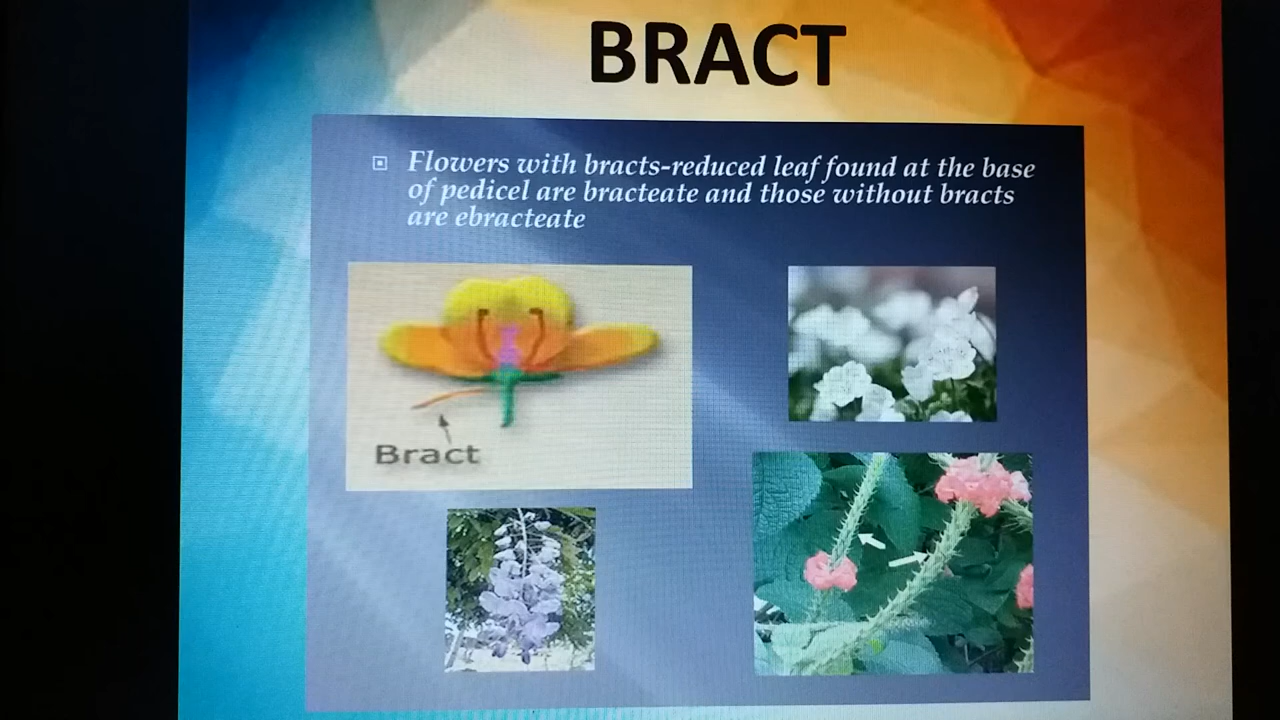 BRACT
Flowers with bracts-reduced leaf found at the base
of pedicel are bracteate and those without bracts
are ebracteate
Bract